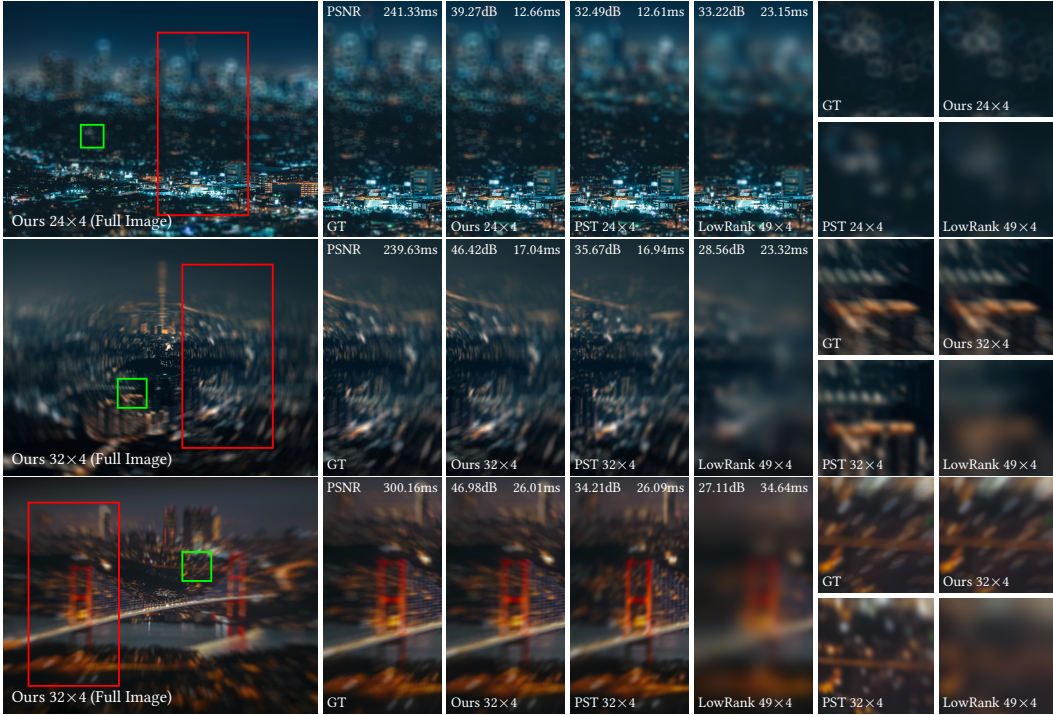 PSNR 241.33ms 39.27dB 12.66ms 32.49dB 12.61ms 33.22dB 23.15ms
GT Ours 24×4
Ours 24×4 (Full Image) GT Ours 24×4 PST 24×4 LowRank 49×4 PST 24×4 LowRank 49×4
PSNR 239.63ms 46.42dB 17.04ms 35.67dB 16.94ms 28.56dB 23.32ms
GT Ours 32×4
Ours 32×4 (Full Image) GT Ours 32×4 PST 32×4 LowRank 49×4 PST 32×4 LowRank 49×4
PSNR 300.16ms 46.98dB 26.01ms 34.21dB 26.09ms 27.11dB 34.64ms
GT Ours 32×4
Ours 32×4 (Full Image) GT Ours 32×4 PST 32×4 LowRank 49×4 PST 32×4 LowRank 49×4